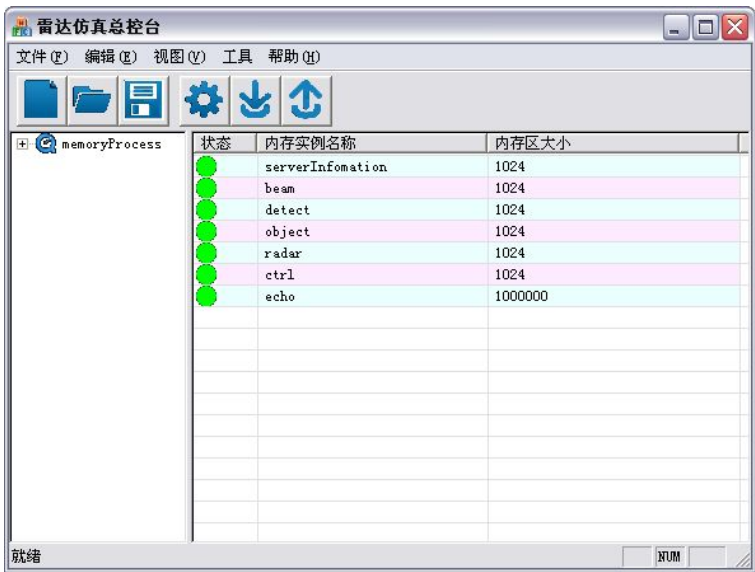 雷达仿真总控台
文件(F) 编辑(E) 视图(V) 工具 帮助(H)
memoryProcess
状态 内存实例名称 内存区大小
serverInfomation 1024
beam 1024
detect 1024
object 1024
radar 1024
ctrl 1024
echo 1000000
就绪 NUM